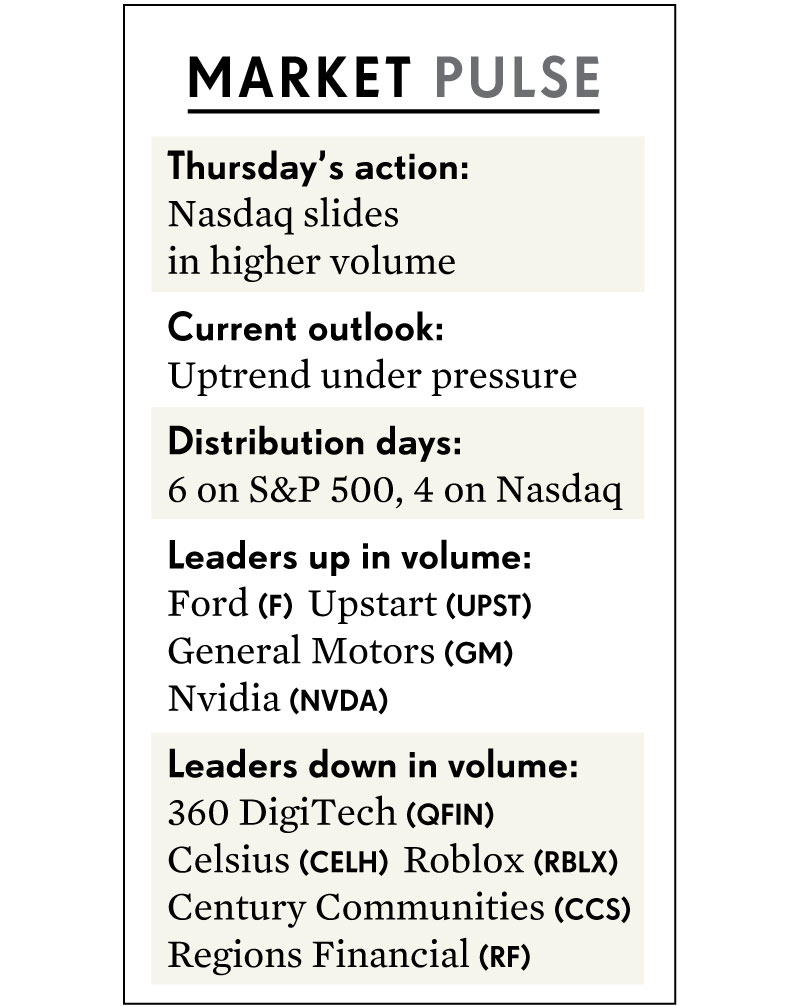 MARKET PULSE
Thursday’s action:
Nasdaq slides
in higher volume
Current outlook:
Uptrend under pressure
Distribution days:
6 on S&P 500, 4 on Nasdaq
Leaders up in volume:
Ford (F) Upstart (UPST)
General Motors (GM)
Nvidia (NVDA)
Leaders down in volume:
360 DigiTech (QFIN)
Celsius (CELH) Roblox (RBLX)
Century Communities (CCS)
Regions Financial (RF)